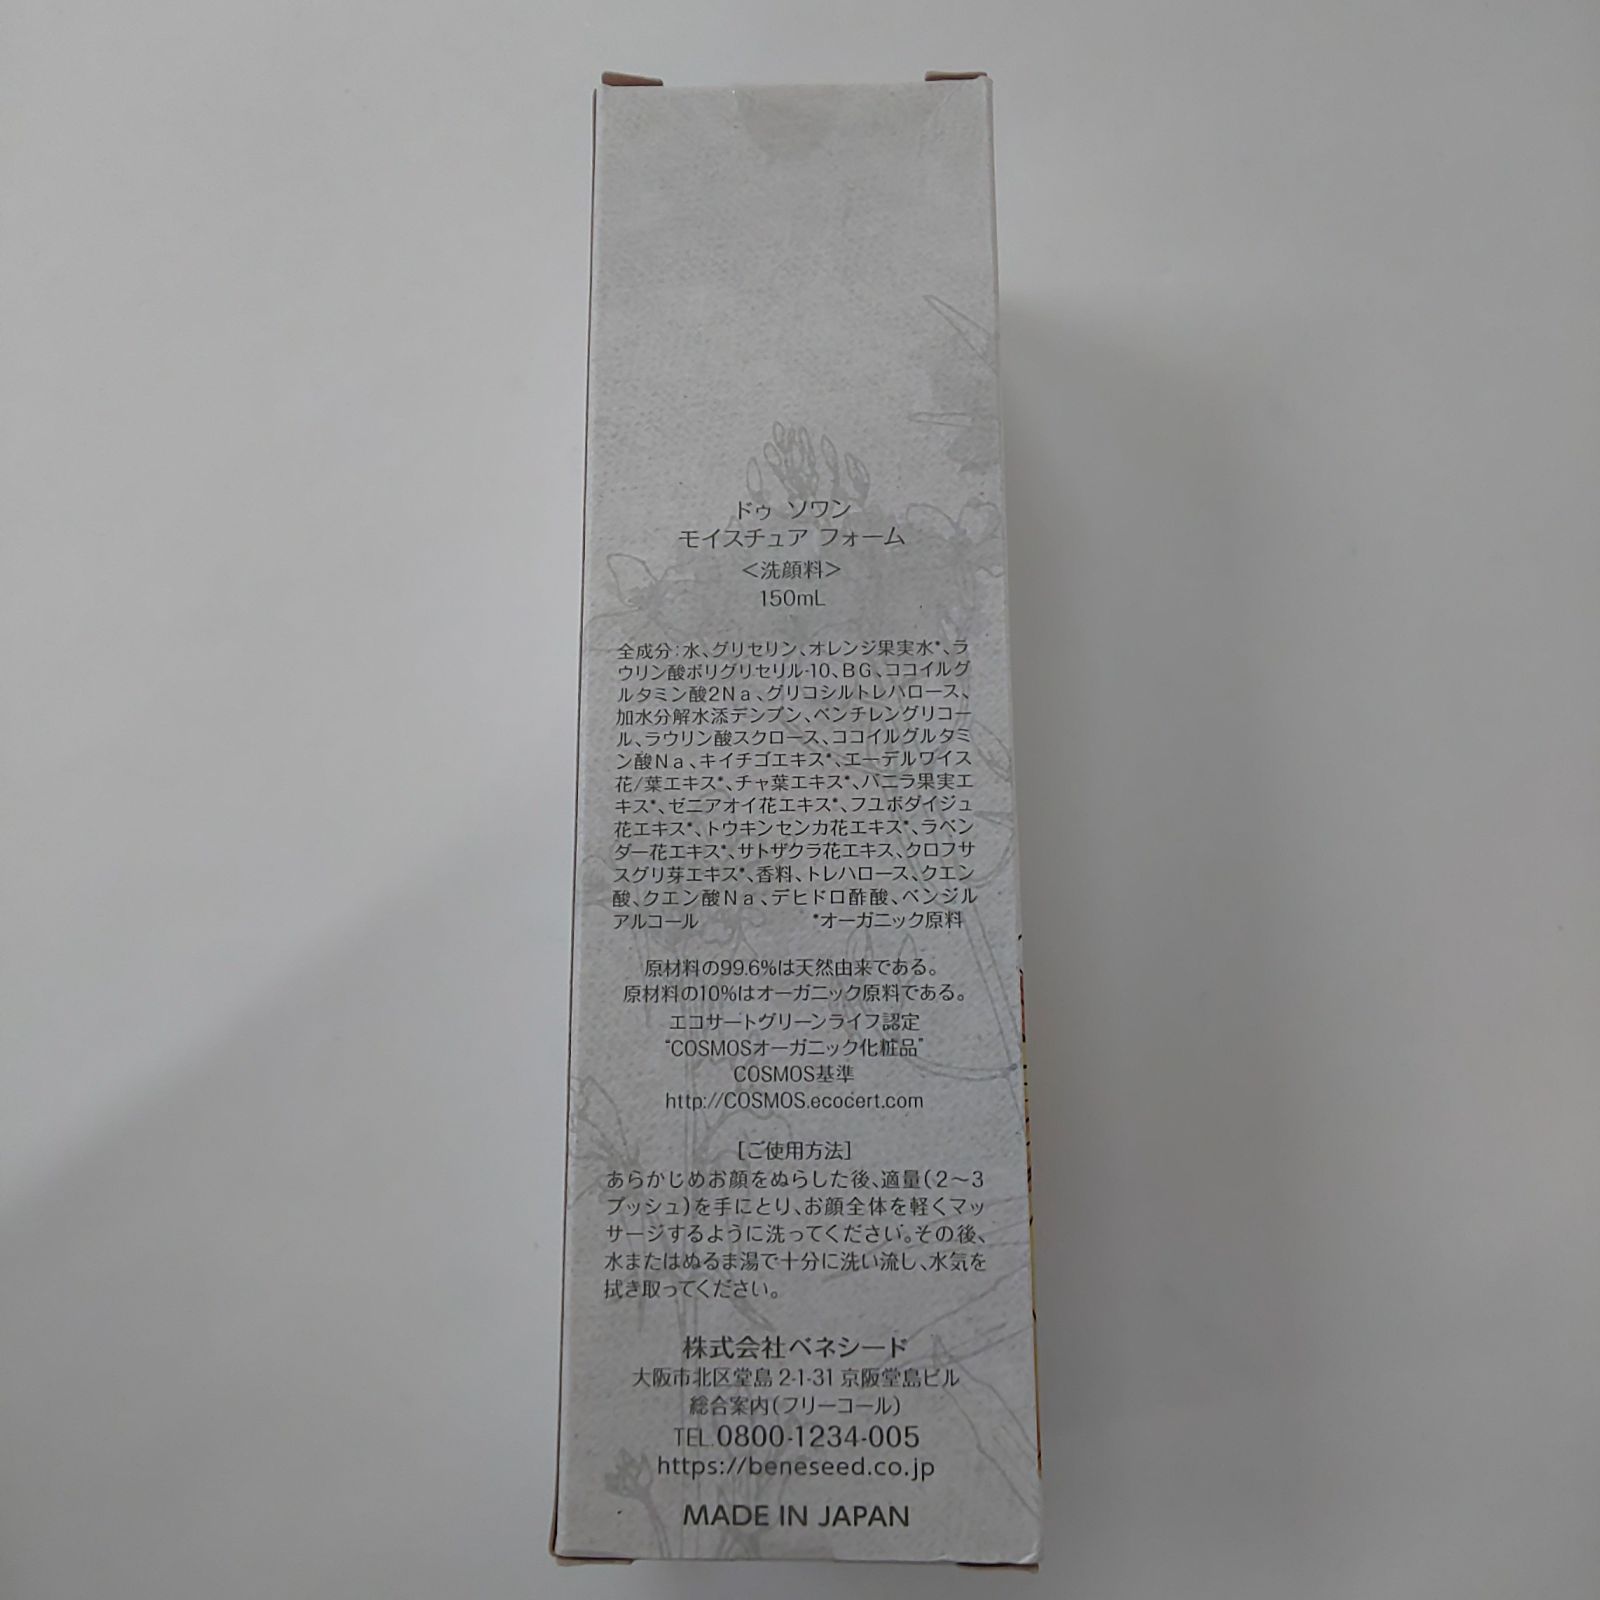 ドゥ ソワン
モイスチュア フォーム
＜洗顔料＞
150mL
全成分：水、グリセリン、オレンジ果実水*、ラ
ウリン酸ポリグリセリル-10、BG、ココイルグ
ルタミン酸2Na、グリコシルトレハロース、
加水分解水添デンプン、ペンチレングリコー
ル、ラウリン酸スクロース、ココイルグルタミ
ン酸Na、キイチゴエキス*、エーデルワイス
花/葉エキス*、チャ葉エキス*、バニラ果実エ
キス*、ゼニアオイ花エキス*、フユボダイジュ
花エキス*、トウキンセンカ花エキス*、ラベン
ダー花エキス*、サトザクラ花エキス、クロフサ
スグリ芽エキス*、香料、トレハロース、クエン
酸、クエン酸Na、デヒドロ酢酸、ベンジル
アルコール *オーガニック原料
原材料の99.6%は天然由来である。
原材料の10%はオーガニック原料である。
エコサートグリーンライフ認定
“COSMOSオーガニック化粧品”
COSMOS基準
http://COSMOS.ecocert.com
［ご使用方法］
あらかじめお顔をぬらした後、適量（2～3
プッシュ）を手にとり、お顔全体を軽くマッ
サージするように洗ってください。その後、
水またはぬるま湯で十分に洗い流し、水気を
拭き取ってください。
株式会社ベネシード
大阪市北区堂島 2-1-31 京阪堂島ビル
総合案内（フリーコール）
TEL.0800-1234-005
https://beneseed.co.jp
MADE IN JAPAN